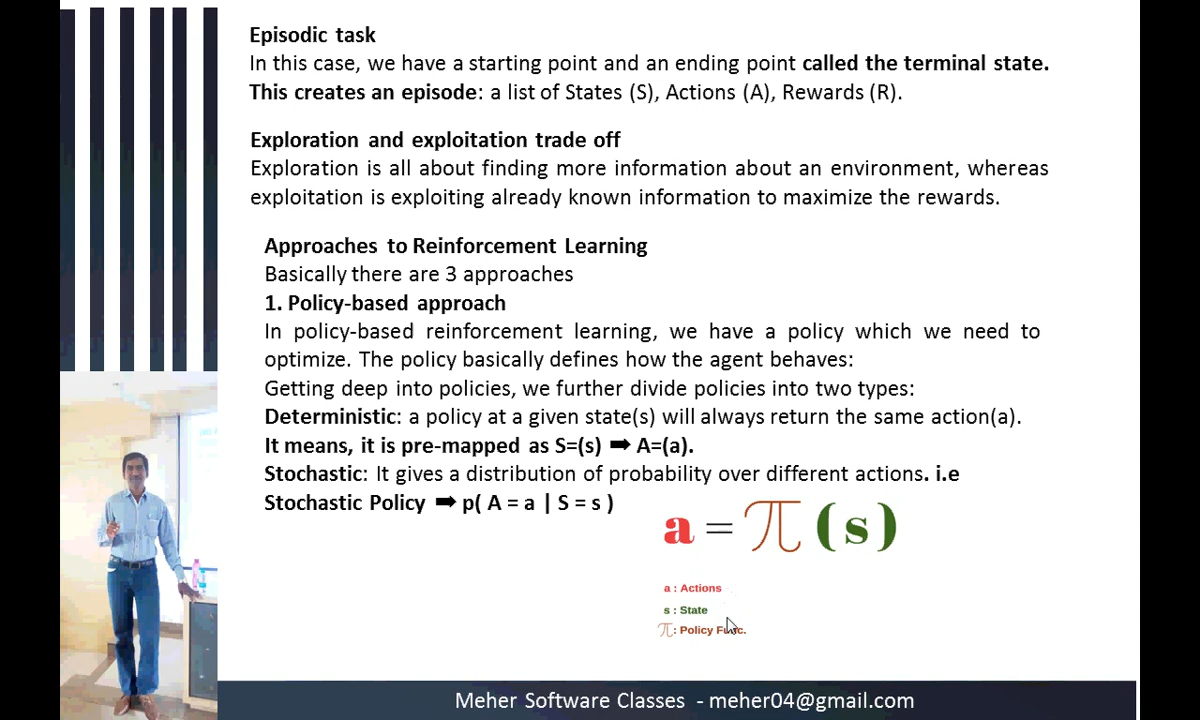 Episodic task
In this case, we have a starting point and an ending point called the terminal state.
This creates an episode: a list of States (S), Actions (A), Rewards (R).
Exploration and exploitation trade off
Exploration is all about finding more information about an environment, whereas
exploitation is exploiting already known information to maximize the rewards.
Approaches to Reinforcement Learning
Basically there are 3 approaches
1. Policy-based approach
In policy-based reinforcement learning, we have a policy which we need to
optimize. The policy basically defines how the agent behaves:
Getting deep into policies, we further divide policies into two types:
Deterministic: a policy at a given state(s) will always return the same action(a).
It means, it is pre-mapped as S=(s) ➡ A=(a).
Stochastic: It gives a distribution of probability over different actions. i.e
Stochastic Policy ➡ p( A = a | S = s )
a = π (s)
a : Actions
s : State
π: Policy Func.
Meher Software Classes - meher04@gmail.com